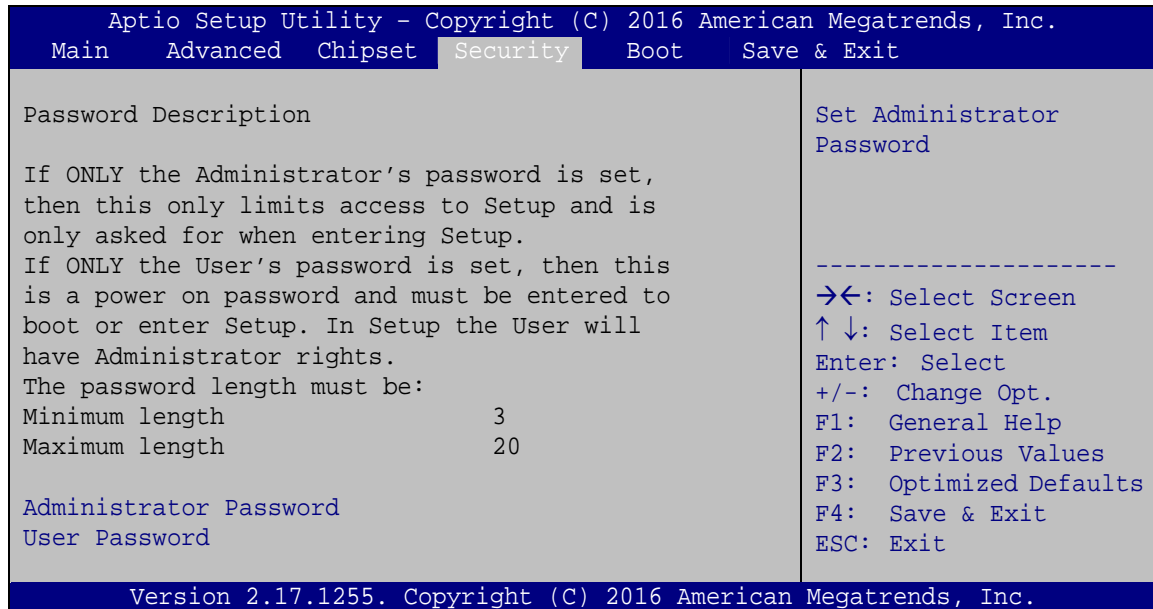 Aptio Setup Utility – Copyright (C) 2016 American Megatrends, Inc.
Main Advanced Chipset Security Boot Save & Exit
Password Description
If ONLY the Administrator’s password is set,
then this only limits access to Setup and is
only asked for when entering Setup.
If ONLY the User’s password is set, then this
is a power on password and must be entered to
boot or enter Setup. In Setup the User will
have Administrator rights.
The password length must be:
Minimum length 3
Maximum length 20
Administrator Password
User Password
Set Administrator
Password
---------------------
→←: Select Screen
↑ ↓: Select Item
Enter: Select
+/-: Change Opt.
F1: General Help
F2: Previous Values
F3: Optimized Defaults
F4: Save & Exit
ESC: Exit
Version 2.17.1255. Copyright (C) 2016 American Megatrends, Inc.